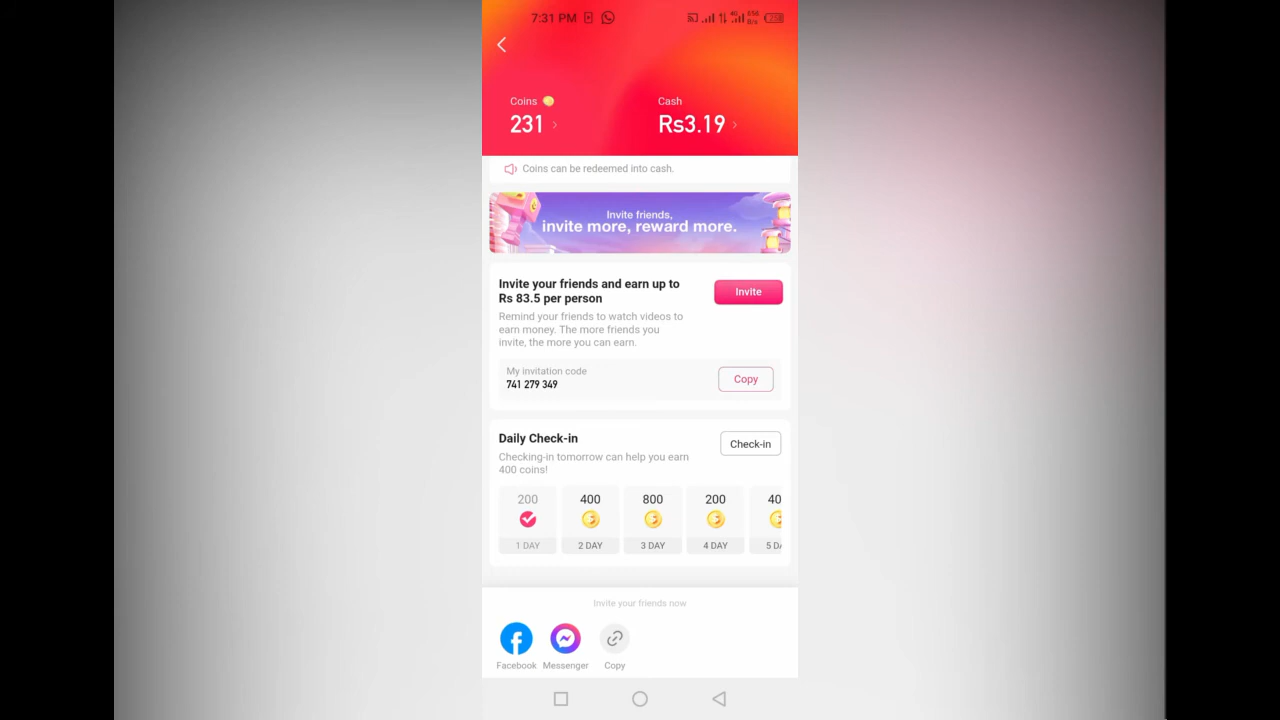 7:31 PM
4G 658
B/s
Coins
Cash
231
Rs3.19
Coins can be redeemed into cash.
Invite friends,
invite more, reward more.
Invite your friends and earn up to
Rs 83.5 per person
Invite
Remind your friends to watch videos to
earn money. The more friends you
invite, the more you can earn.
My invitation code
741 279 349
Copy
Daily Check-in
Check-in
Checking-in tomorrow can help you earn
400 coins!
200
400
800
200
40
1 DAY
2 DAY
3 DAY
4 DAY
5 DA
Invite your friends now
Facebook
Messenger
Copy